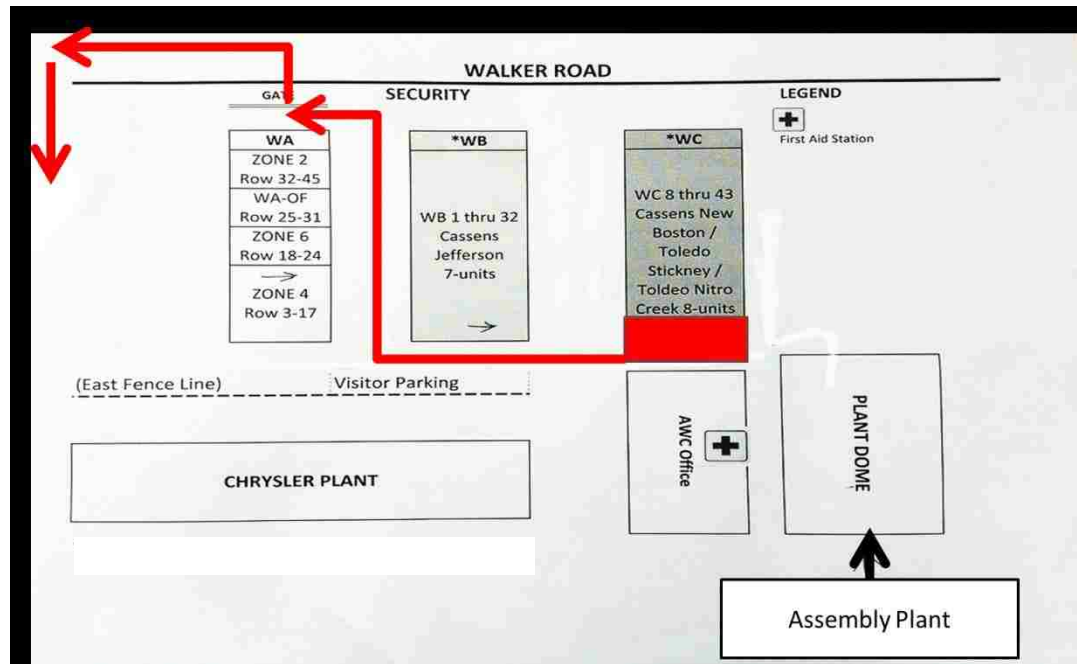 WALKER ROAD
GATE
SECURITY
LEGEND
First Aid Station
WA
ZONE 2
Row 32-45
WA-OF
Row 25-31
ZONE 6
Row 18-24
ZONE 4
Row 3-17
*WB
WB 1 thru 32
Cassens
Jefferson
7-units
*WC
WC 8 thru 43
Cassens New
Boston /
Toledo
Stickney /
Toldeo Nitro
Creek 8-units
(East Fence Line)
Visitor Parking
CHRYSLER PLANT
AWC Office
PLANT DOME
Assembly Plant